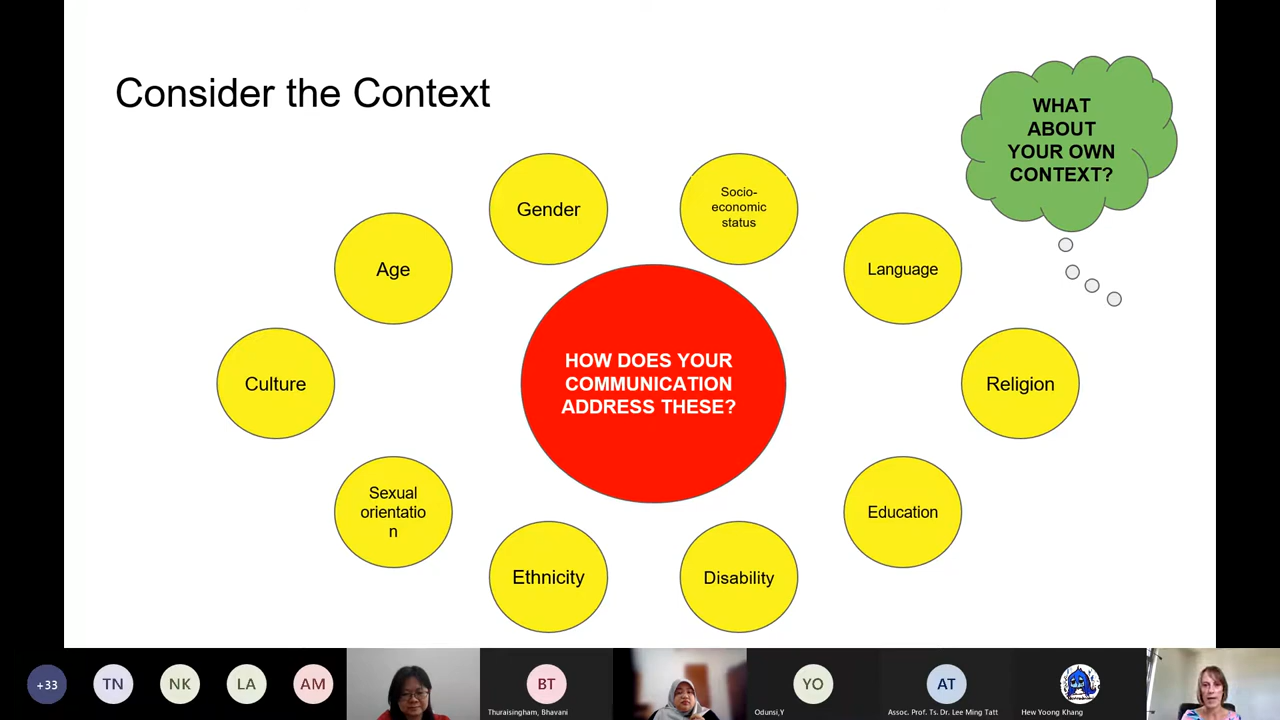 Consider the Context
WHAT
ABOUT
YOUR OWN
CONTEXT?
Gender
Socio-
economic
status
Age
Language
HOW DOES YOUR
COMMUNICATION
ADDRESS THESE?
Culture
Religion
Sexual
orientatio
n
Education
Ethnicity
Disability
+33
TN
NK
LA
AM
BT
Thuraisingham, Bhavani
YO
Odunsi,Y
AT
Assoc. Prof. Ts. Dr. Lee Ming Tatt
Hew Yoong Khang